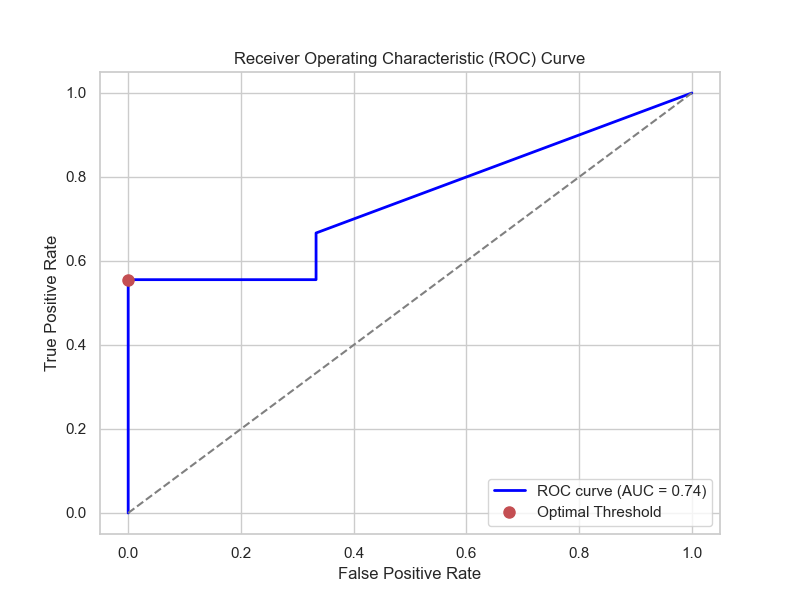 Receiver Operating Characteristic (ROC) Curve
True Positive Rate
1.0
0.8
0.6
0.4
0.2
0.0
ROC curve (AUC = 0.74)
Optimal Threshold
0.0 0.2 0.4 0.6 0.8 1.0
False Positive Rate